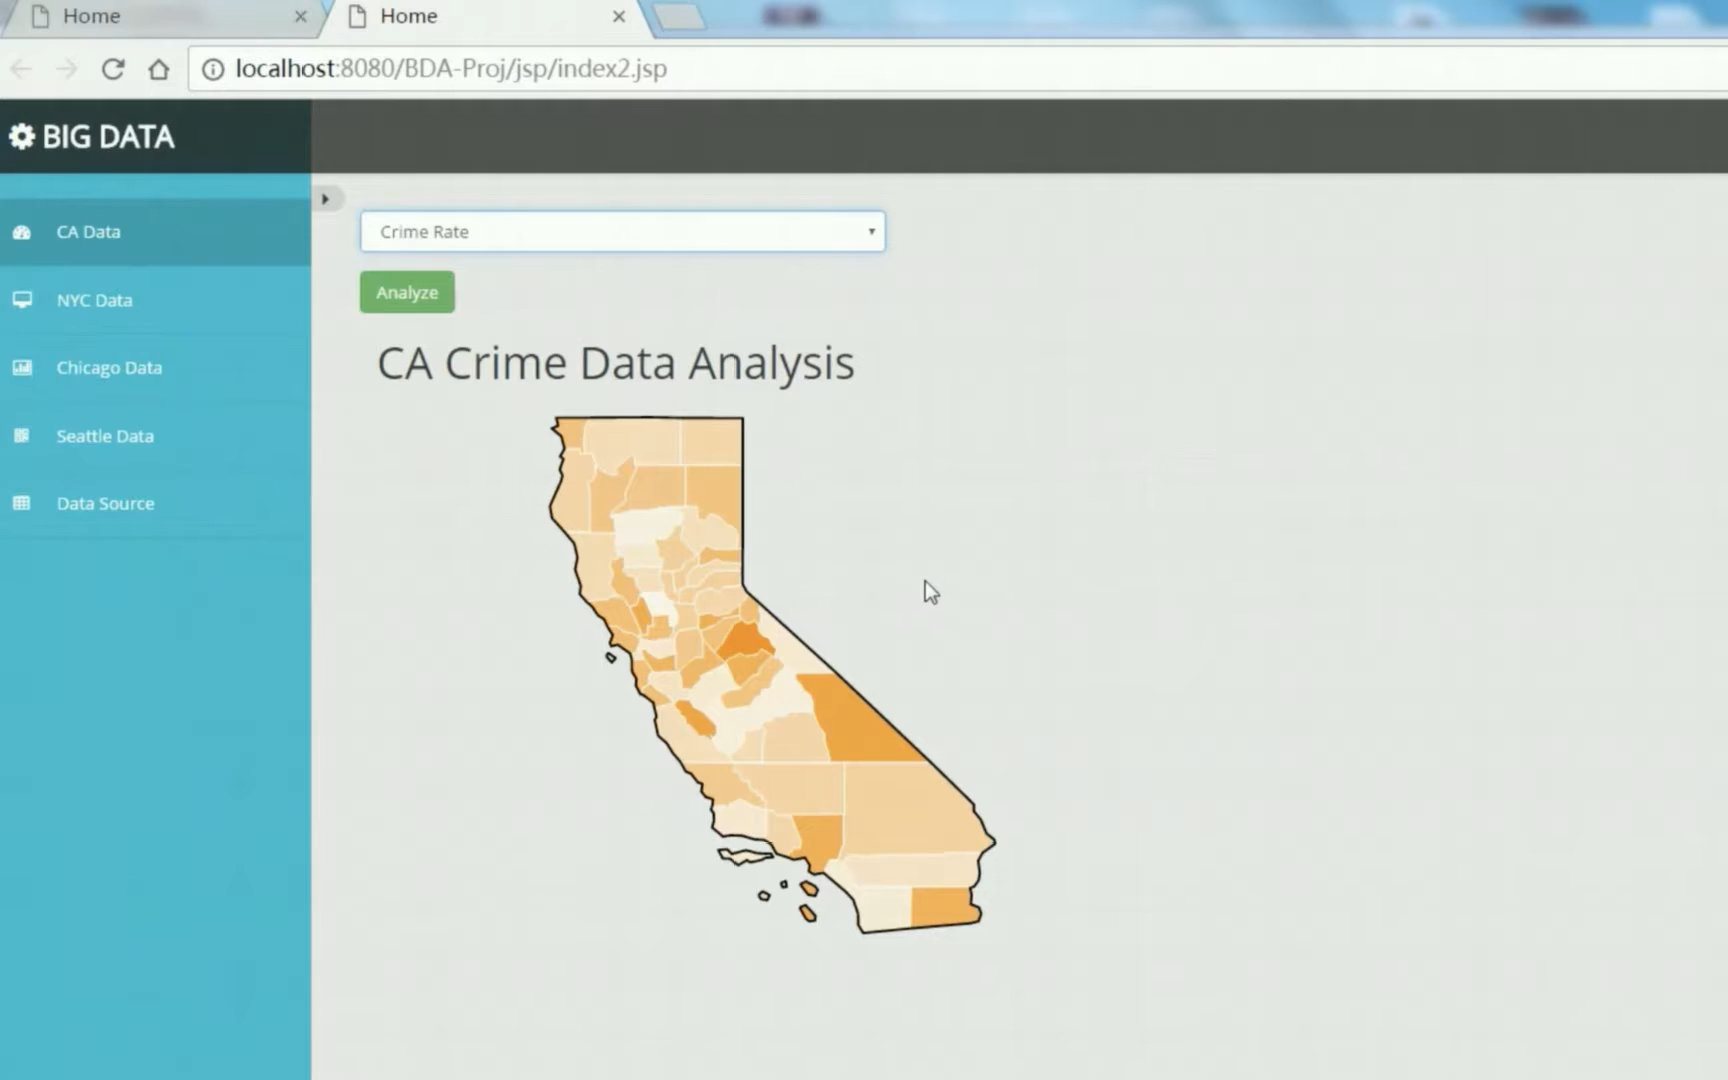 Home
Home
localhost:8080/BDA-Proj/jsp/index2.jsp
BIG DATA
CA Data
NYC Data
Chicago Data
Seattle Data
Data Source
Crime Rate
Analyze
CA Crime Data Analysis